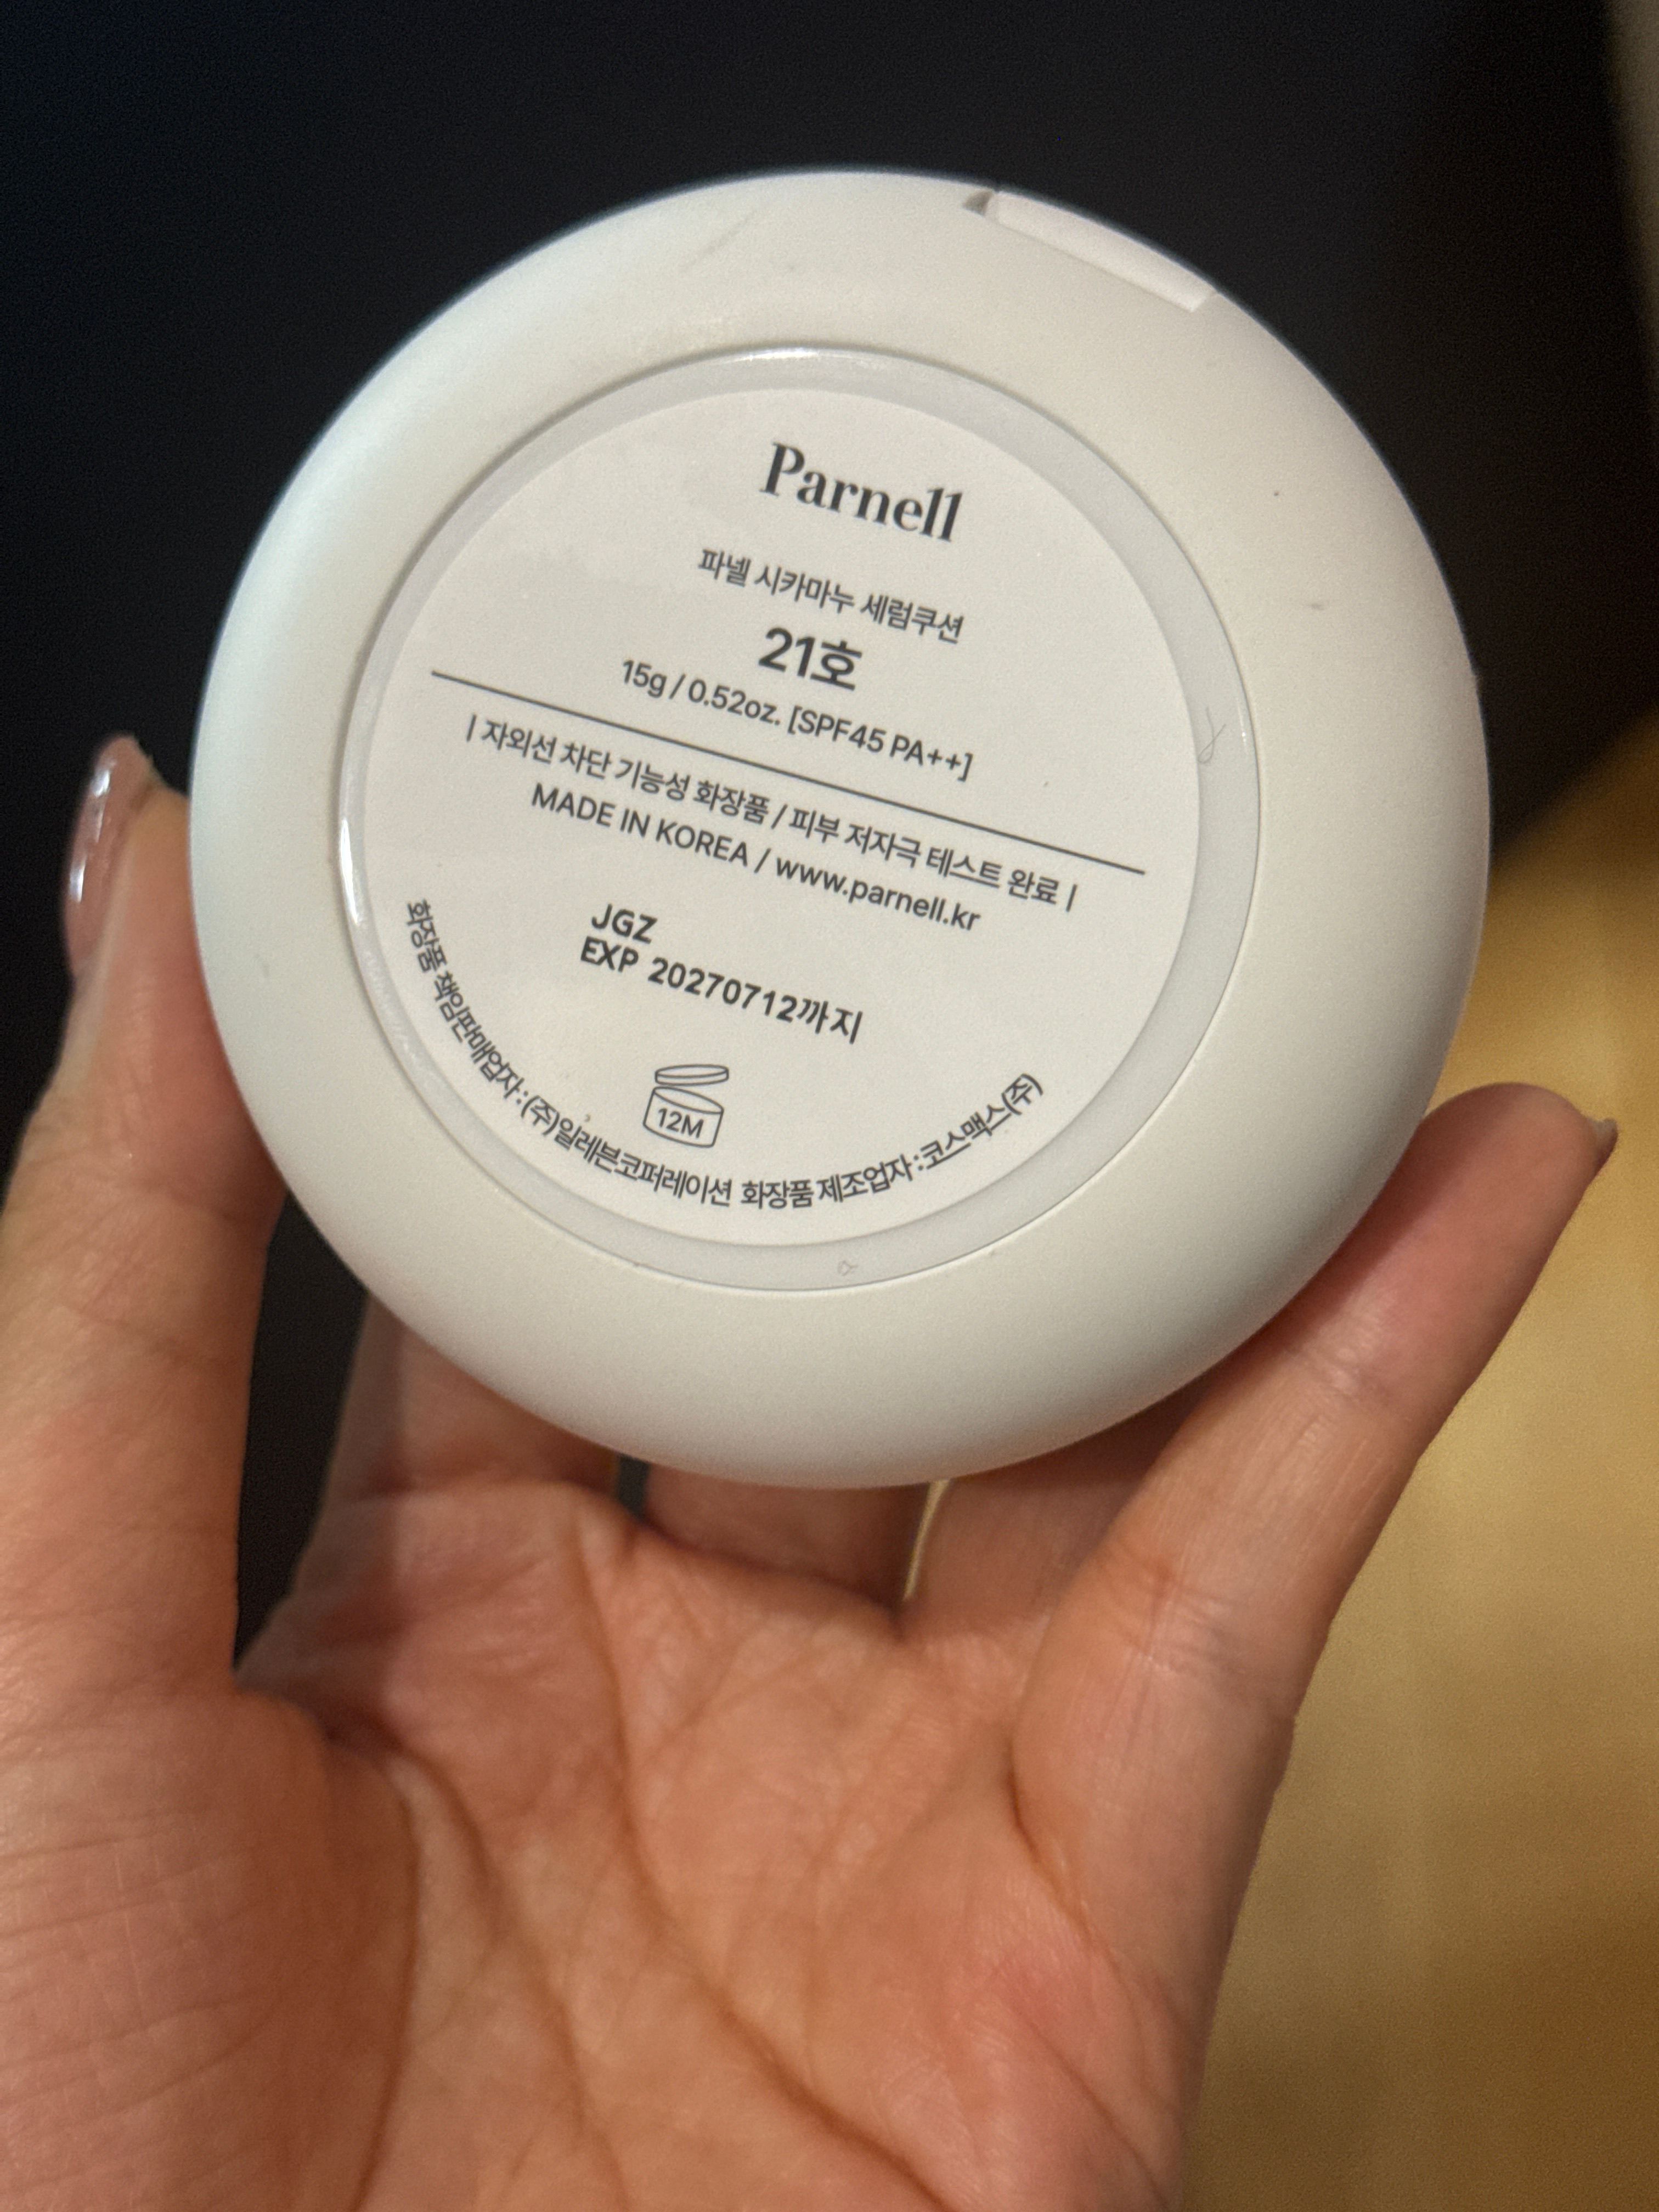 Parnell
파넬 시카마누 세럼쿠션
21호
15g / 0.52oz. [SPF45 PA++]
| 자외선 차단 기능성 화장품 / 피부 저자극 테스트 완료 |
MADE IN KOREA / www.parnell.kr
JGZ
EXP 20270712까지
12M
화장품 책임판매업자 : (주)일레븐코퍼레이션 화장품 제조업자 : 코스맥스(주)